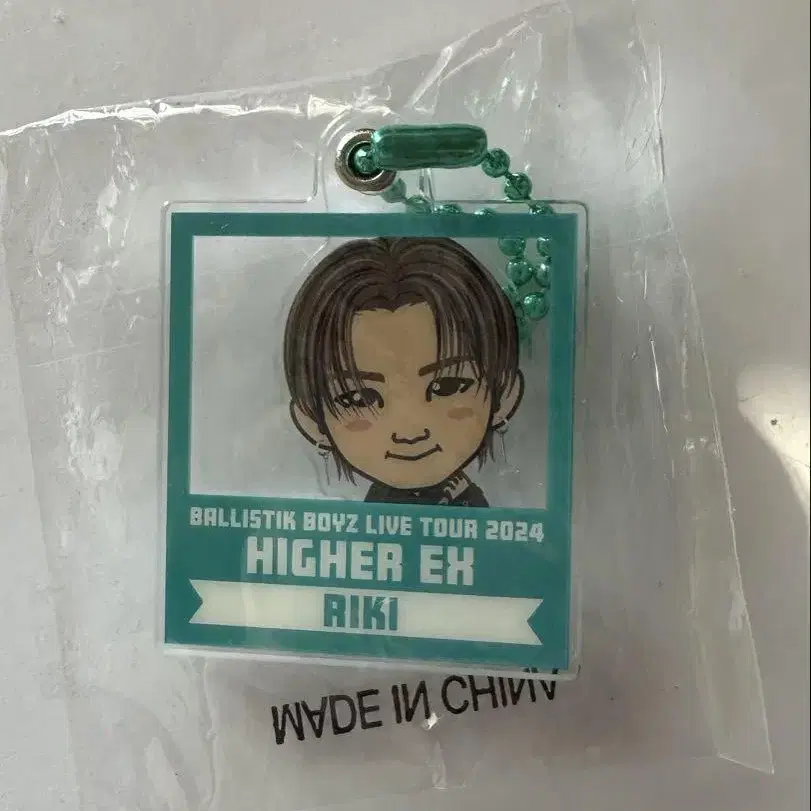 BALLISTIK BOYZ LIVE TOUR 2024
HIGHER EX
RIKI
MADE IN CHINA